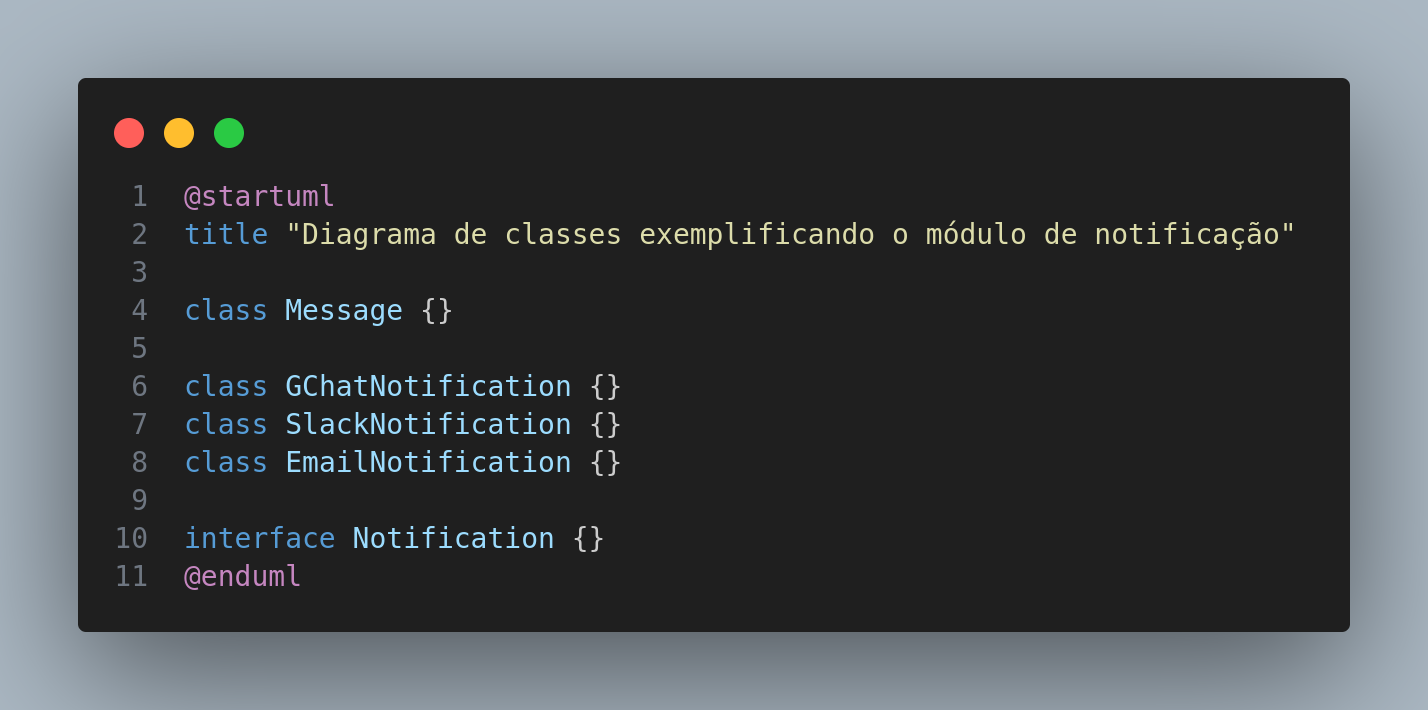 1 @startuml
2 title "Diagrama de classes exemplificando o módulo de notificação"
3
4 class Message {}
5
6 class GChatNotification {}
7 class SlackNotification {}
8 class EmailNotification {}
9
10 interface Notification {}
11 @enduml